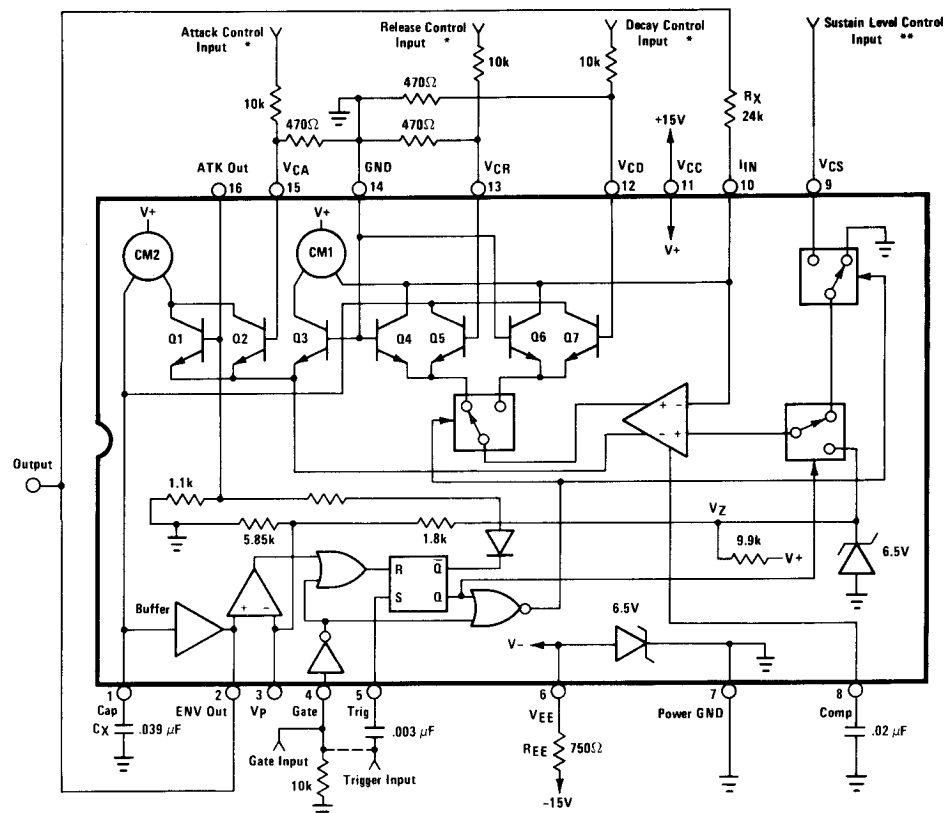 Attack Control
Input *
Release Control
Input *
Decay Control
Input *
Sustain Level Control
Input **
10k
10k
10k
470Ω
470Ω
470Ω
+15V
RX
24k
ATK Out
VCA
GND
VCR
VCD
VCC
IIN
VCS
16
15
14
13
12
11
10
9
V+
V+
V+
CM2
CM1
Q1
Q2
Q3
Q4
Q5
Q6
Q7
+
-
-
+
Output
1.1k
5.85k
1.8k
VZ
9.9k
V+
6.5V
R
Q̅
S
Q
Buffer
+
-
6.5V
V-
1
2
3
4
5
6
7
8
Cap
ENV Out
VP
Gate
Trig
VEE
Power GND
Comp
CX
.039 μF
.003 μF
.02 μF
Gate Input
10k
Trigger Input
REE
750Ω
-15V